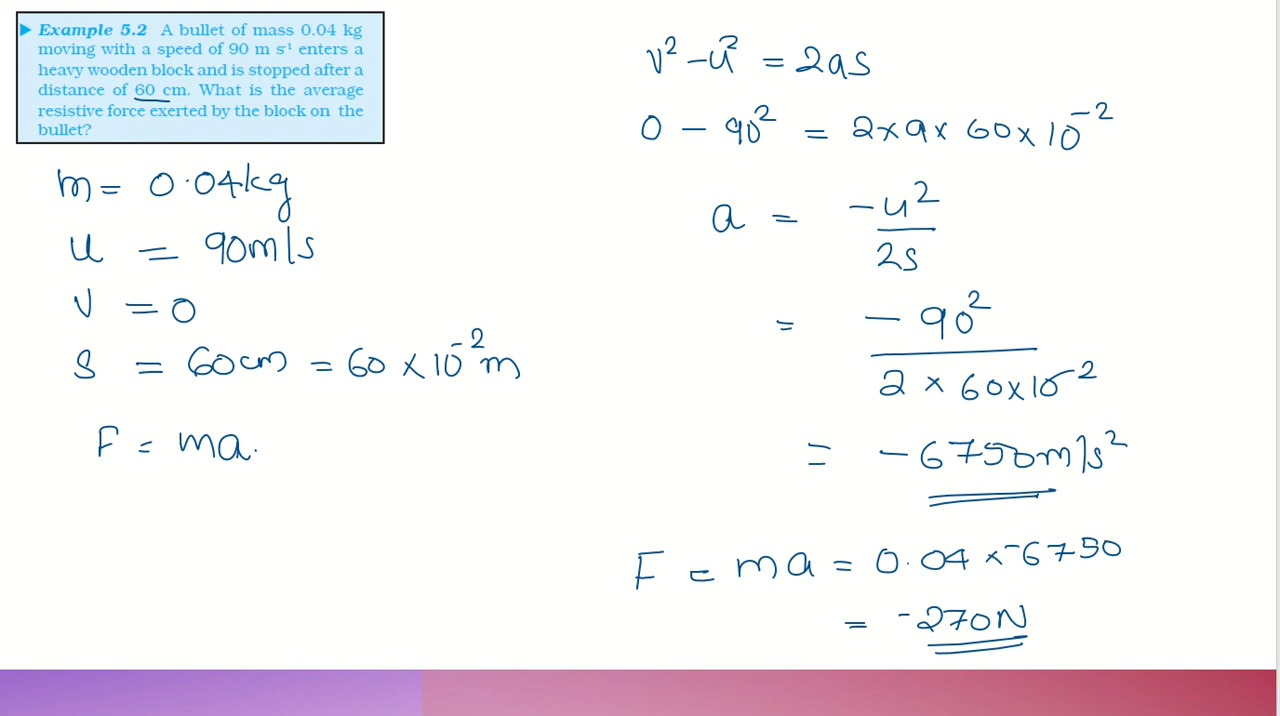 Example 5.2 A bullet of mass 0.04 kg
moving with a speed of 90 m s¹ enters a
heavy wooden block and is stopped after a
distance of 60 cm. What is the average
resistive force exerted by the block on the
bullet?
m = 0.04kg
u = 90m/s
v = 0
s = 60cm = 60 × 10⁻² m
F = ma.
v² - u² = 2as
0 - 90² = 2 × a × 60 × 10⁻²
a = -u²
2s
= - 90²
2 × 60 × 10⁻²
= - 6750m/s²
F = ma = 0.04 × -6750
= -270N